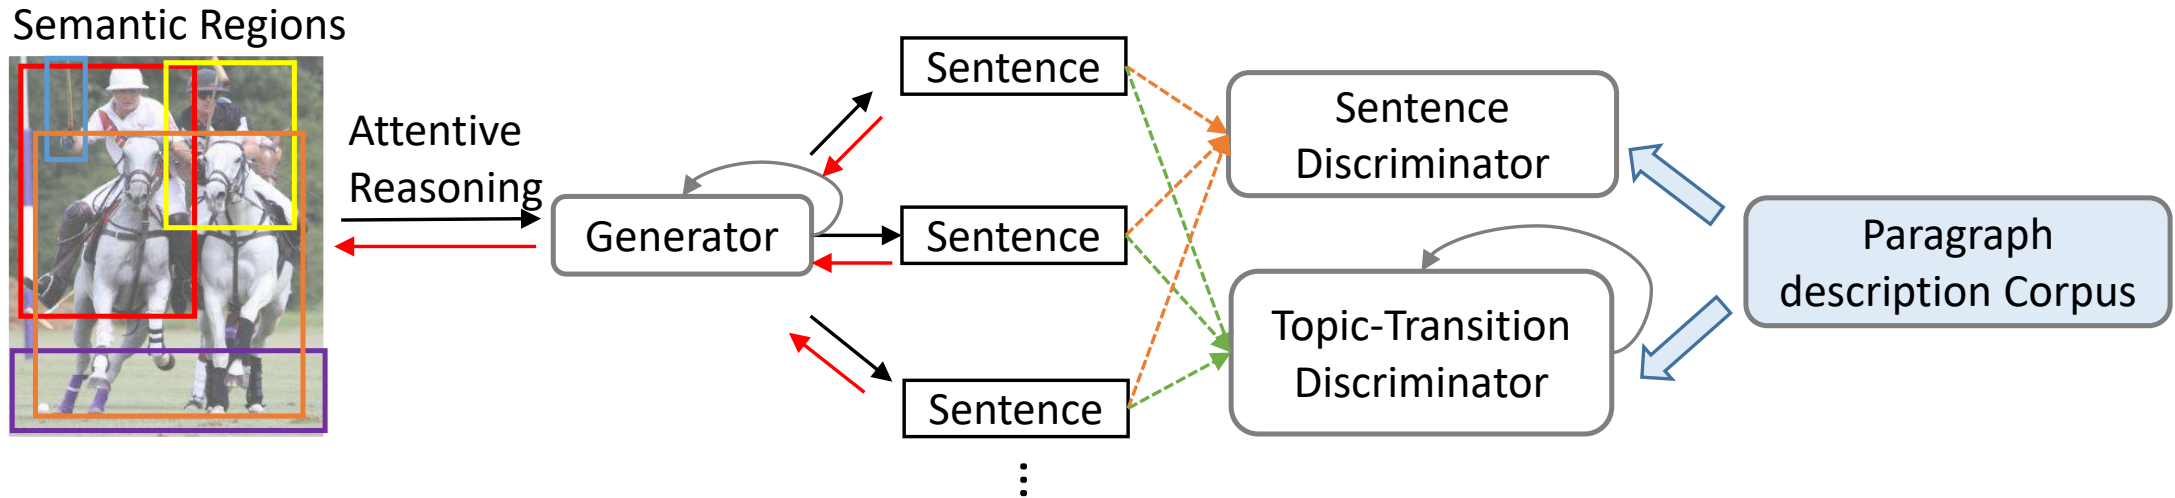 Semantic Regions
Attentive
Reasoning
Generator
Sentence
Sentence
Sentence
⋮
Sentence
Discriminator
Topic-Transition
Discriminator
Paragraph
description Corpus